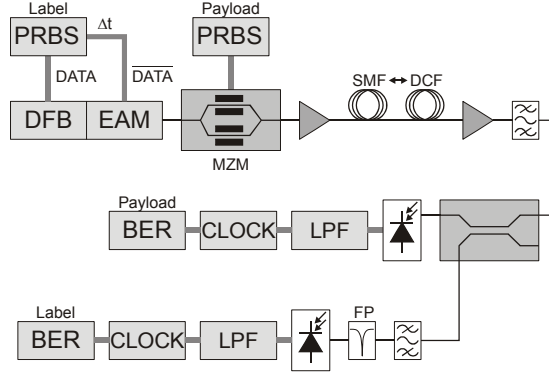 Label
PRBS
Δt
DATA
DATA
DFB
EAM
Payload
PRBS
MZM
SMF
DCF
Payload
BER
CLOCK
LPF
Label
BER
CLOCK
LPF
FP